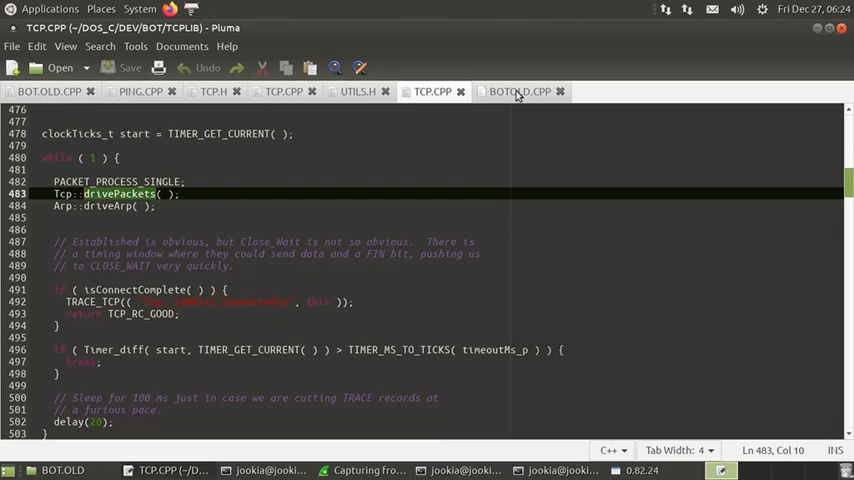 Applications Places System Fri Dec 27, 06:24
TCP.CPP (~/DOS_C/DEV/BOT/TCPLIB) - Pluma
File Edit View Search Tools Documents Help
Open Save Undo
BOT.OLD.CPP PING.CPP TCP.H TCP.CPP UTILS.H TCP.CPP BOTOLD.CPP
476
477
478 clockTicks_t start = TIMER_GET_CURRENT( );
479
480 while ( 1 ) {
481
482 PACKET_PROCESS_SINGLE;
483 Tcp::drivePackets( );
484 Arp::driveArp( );
485
486
487 // Established is obvious, but Close_Wait is not so obvious.  There is
488 // a timing window where they could send data and a FIN bit, pushing us
489 // to CLOSE_WAIT very quickly.
490
491 if ( isConnectComplete( ) ) {
492 TRACE_TCP(( this ));
493 return TCP_RC_GOOD;
494 }
495
496 if ( Timer_diff( start, TIMER_GET_CURRENT( ) ) > TIMER_MS_TO_TICKS( timeoutMs_p ) ) {
497 break;
498 }
499
500 // Sleep for 100 ms just in case we are cutting TRACE records at
501 // a furious pace.
502 delay(20);
503 }
C++ Tab Width: 4 Ln 483, Col 10 INS
BOT.OLD TCP.CPP (~/D... jookia@jooki... Capturing fro... jookia@jooki... jookia@jooki... 0.82.24